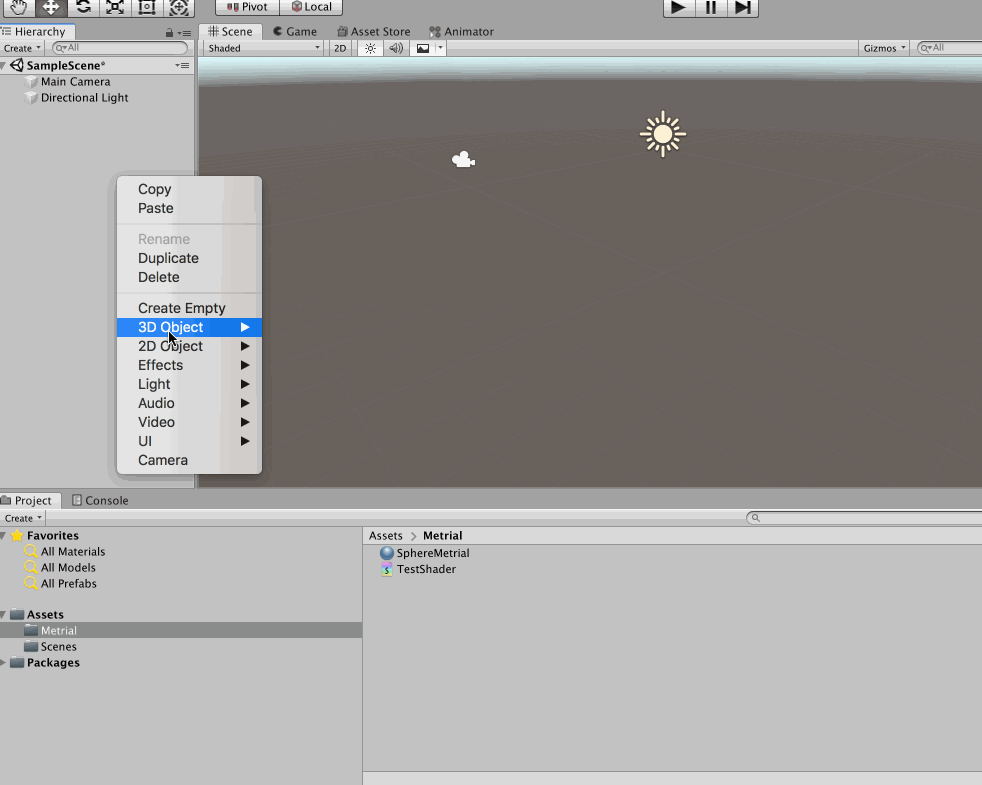 Pivot Local
Hierarchy
Create All
SampleScene*
Main Camera
Directional Light
Scene Game Asset Store Animator
Shaded 2D Gizmos All
Copy
Paste
Rename
Duplicate
Delete
Create Empty
3D Object
2D Object
Effects
Light
Audio
Video
UI
Camera
Project Console
Create
Favorites
All Materials
All Models
All Prefabs
Assets
Metrial
Scenes
Packages
Assets > Metrial
SphereMetrial
TestShader